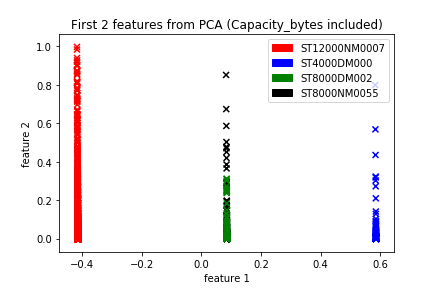 First 2 features from PCA (Capacity_bytes included)
ST12000NM0007
ST4000DM000
ST8000DM002
ST8000NM0055
1.0
0.8
0.6
0.4
0.2
0.0
feature 2
−0.4
−0.2
0.0
0.2
0.4
0.6
feature 1